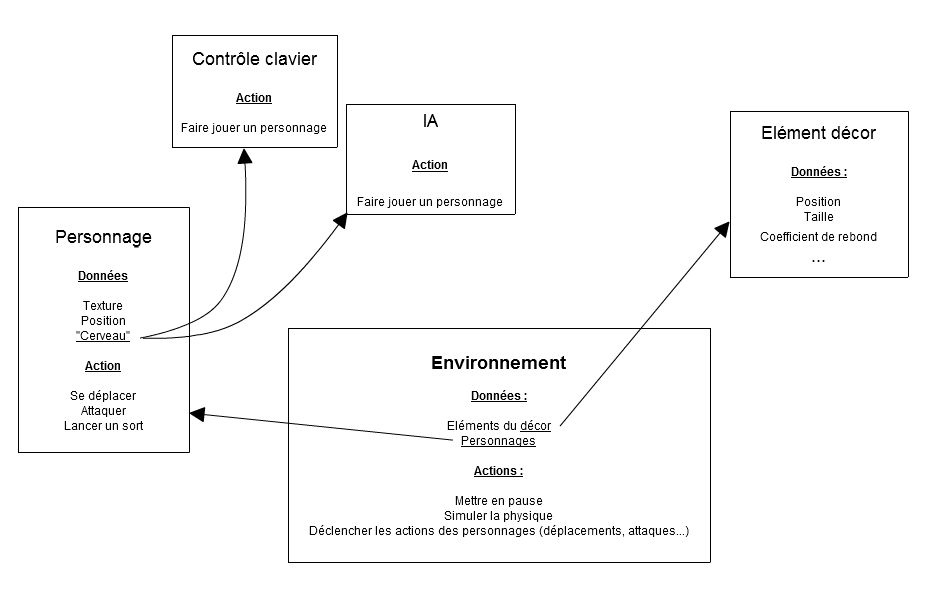 Contrôle clavier
Action
Faire jouer un personnage
IA
Action
Faire jouer un personnage
Elément décor
Données :
Position
Taille
Coefficient de rebond
...
Personnage
Données
Texture
Position
"Cerveau"
Action
Se déplacer
Attaquer
Lancer un sort
Environnement
Données :
Eléments du décor
Personnages
Actions :
Mettre en pause
Simuler la physique
Déclencher les actions des personnages (déplacements, attaques...)